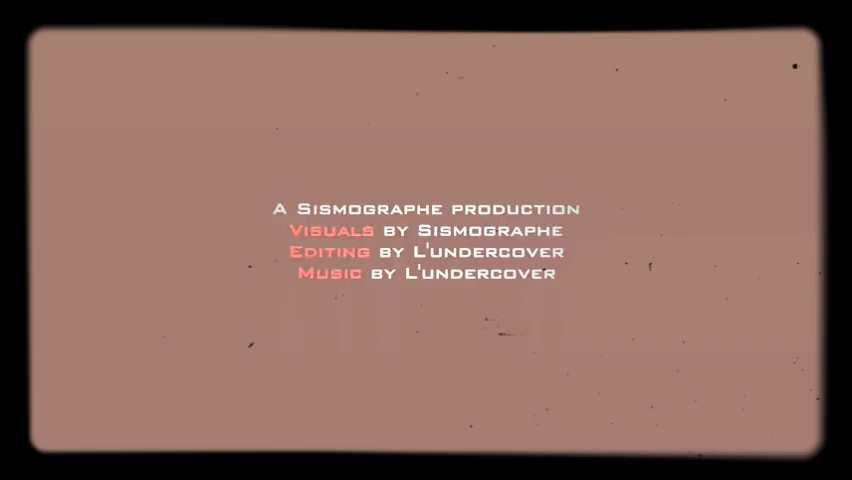 A Sismographe production
Visuals by Sismographe
Editing by L'undercover
Music by L'undercover